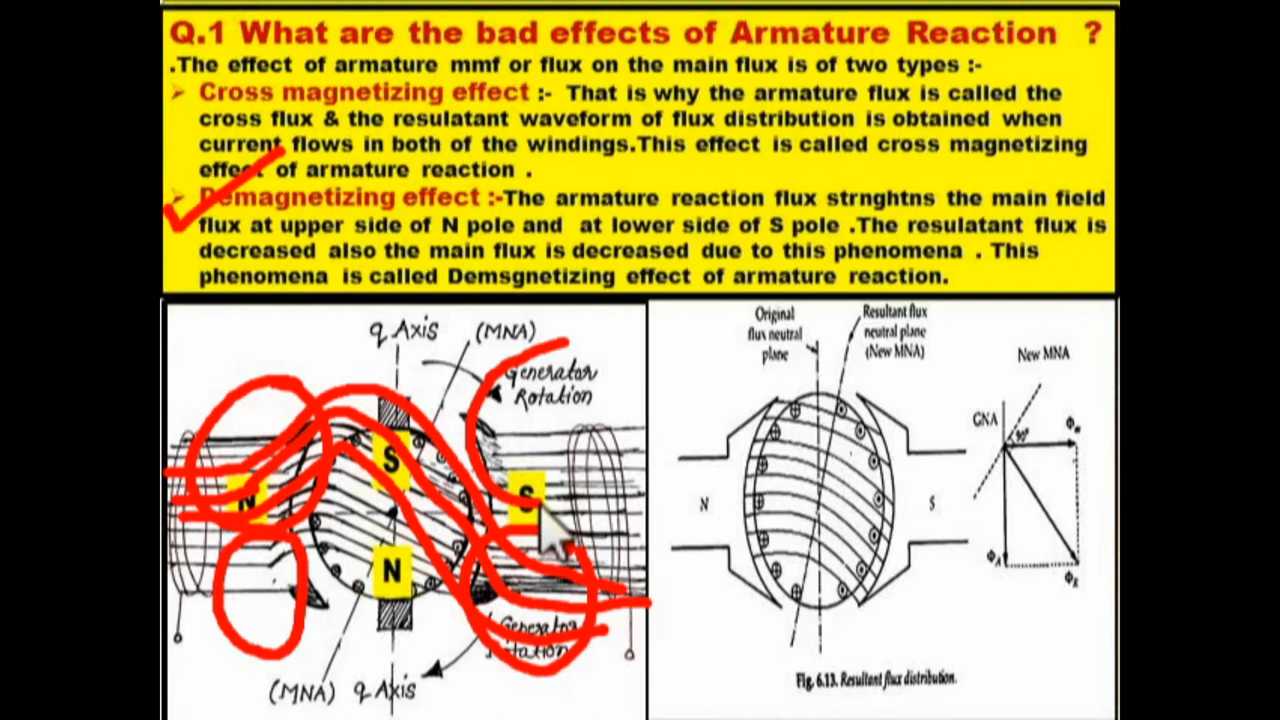 Q.1 What are the bad effects of Armature Reaction ?
.The effect of armature mmf or flux on the main flux is of two types :-
➢ Cross magnetizing effect :- That is why the armature flux is called the
cross flux & the resulatant waveform of flux distribution is obtained when
current flows in both of the windings.This effect is called cross magnetizing
effect of armature reaction .
➢ Demagnetizing effect :-The armature reaction flux strnghtns the main field
flux at upper side of N pole and at lower side of S pole .The resulatant flux is
decreased also the main flux is decreased due to this phenomena . This
phenomena is called Demsgnetizing effect of armature reaction.
q Axis (MNA)
Generator
Rotation
S
N
S
N
Generator
Rotation
(MNA) q Axis
Original
flux neutral
plane
Resultant flux
neutral plane
(New MNA)
N
S
New MNA
GNA
90°
ΦA
ΦR
Fig. 6.13. Resultant flux distribution.